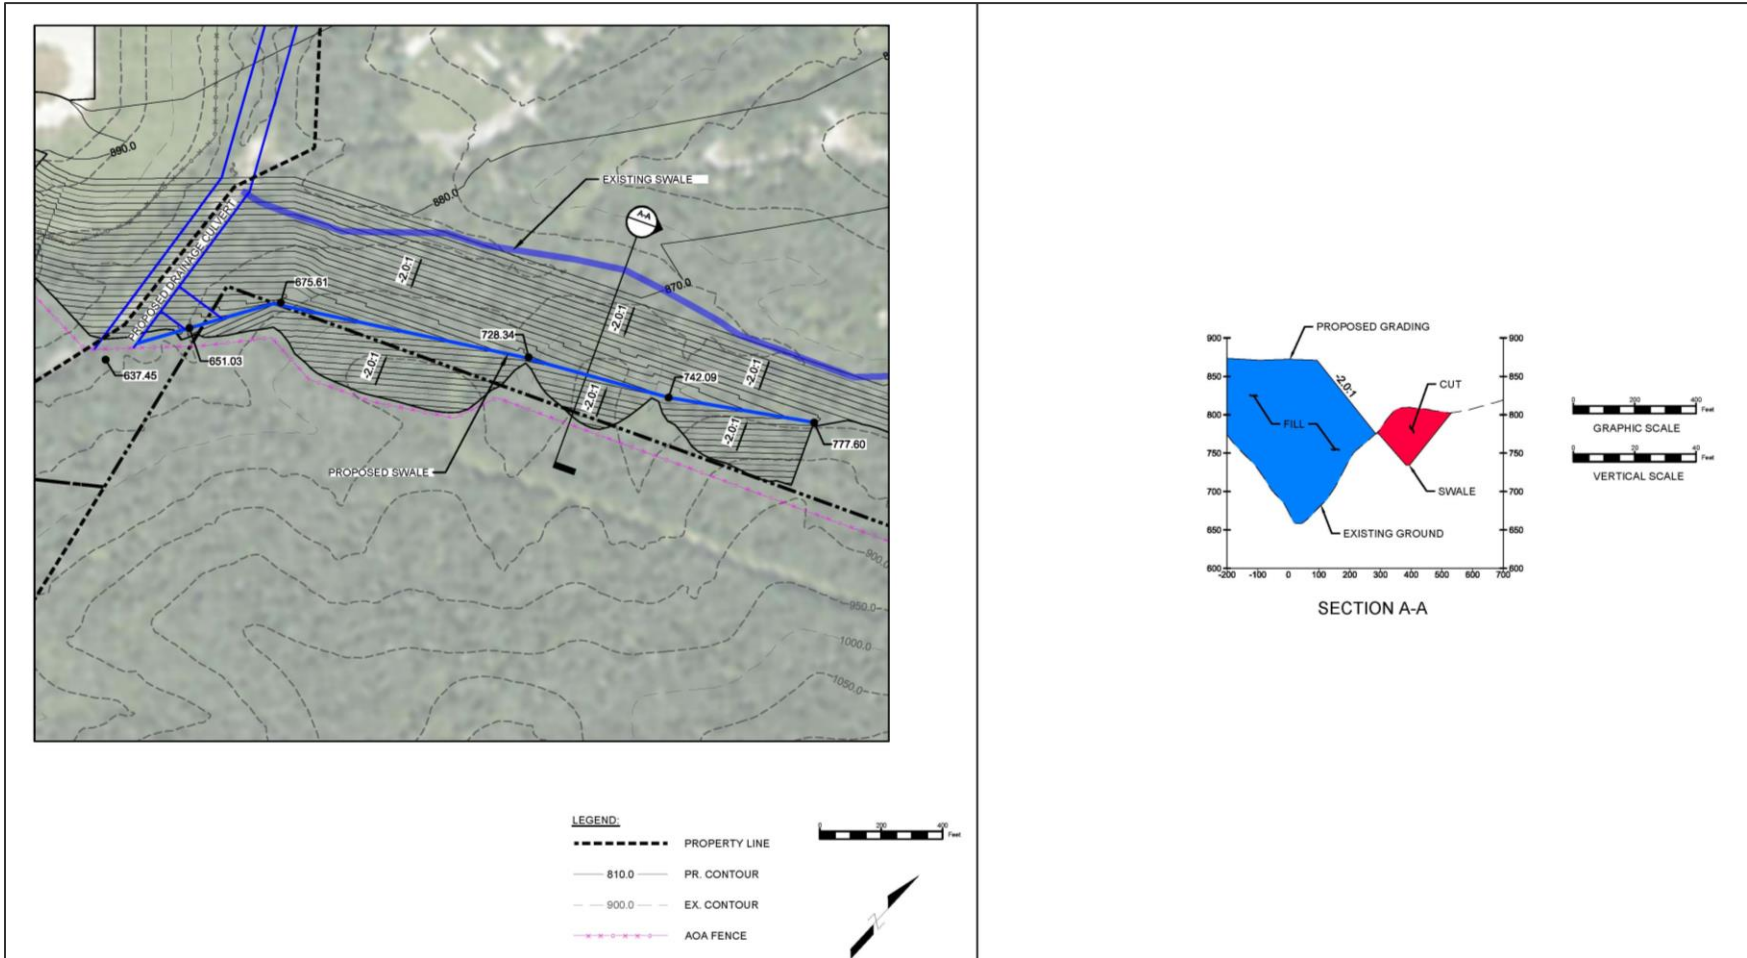 890.0
EXISTING SWALE
880.0
A-A
PROPOSED DRAINAGE CULVERT
-2.0:1
675.61
870.0
-2.0:1
728.34
651.03
637.45
-2.0:1
-2.0:1
742.09
-2.0:1
-2.0:1
777.60
PROPOSED SWALE
900.0
950.0
1000.0
1050.0
LEGEND:
PROPERTY LINE
810.0 PR. CONTOUR
900.0 EX. CONTOUR
AOA FENCE
0 200 400
Feet
Z
PROPOSED GRADING
900 900
850 850
-2.0:1
CUT
800 800
FILL
750 750
700 700
SWALE
650 650
EXISTING GROUND
600 600
-200 -100 0 100 200 300 400 500 600 700
SECTION A-A
0 200 400
Feet
GRAPHIC SCALE
0 20 40
Feet
VERTICAL SCALE